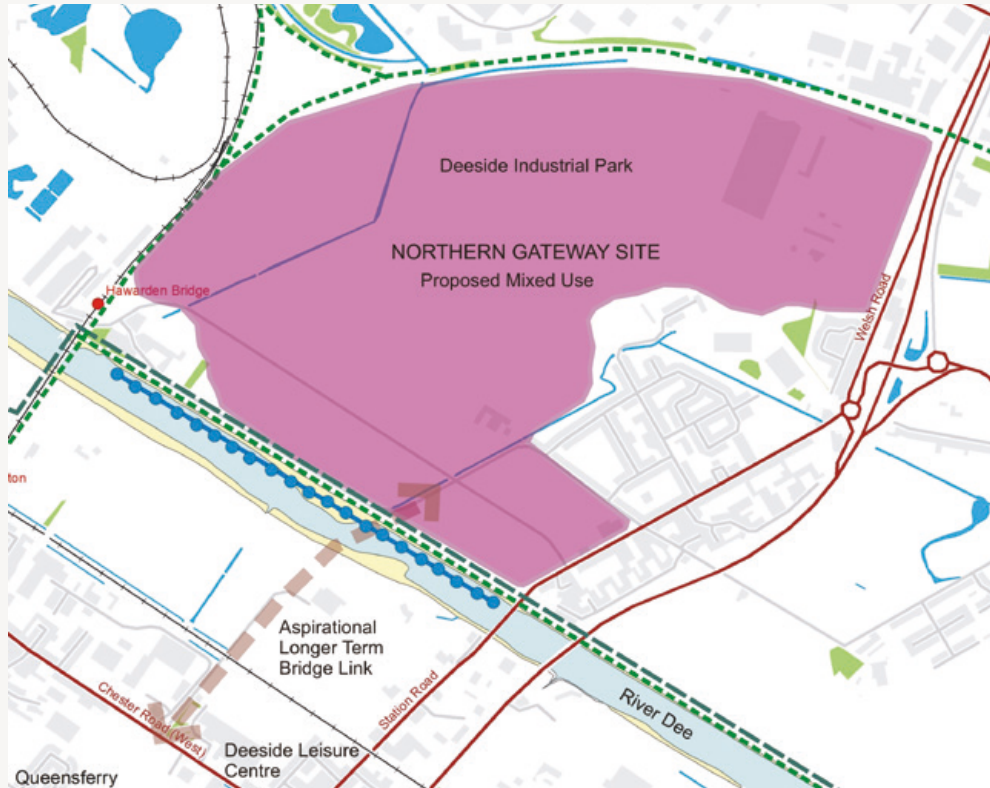 Deeside Industrial Park
NORTHERN GATEWAY SITE
Proposed Mixed Use
Hawarden Bridge
Welsh Road
ton
Aspirational
Longer Term
Bridge Link
Station Road
River Dee
Chester Road (West)
Deeside Leisure
Centre
Queensferry